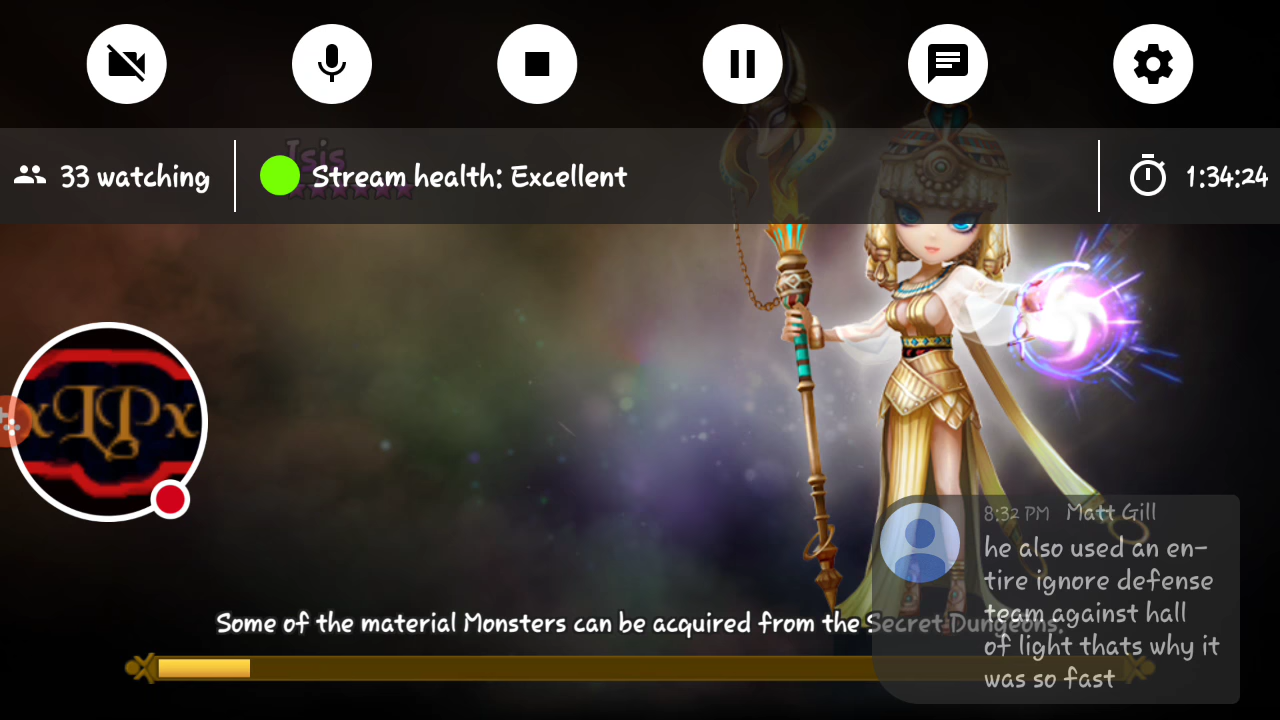 33 watching
Stream health: Excellent
1:34:24
Isis
xLPx
8:32 PM Matt Gill
he also used an en-
tire ignore defense
team against hall
of light thats why it
was so fast
Some of the material Monsters can be acquired from the Secret Dungeons.